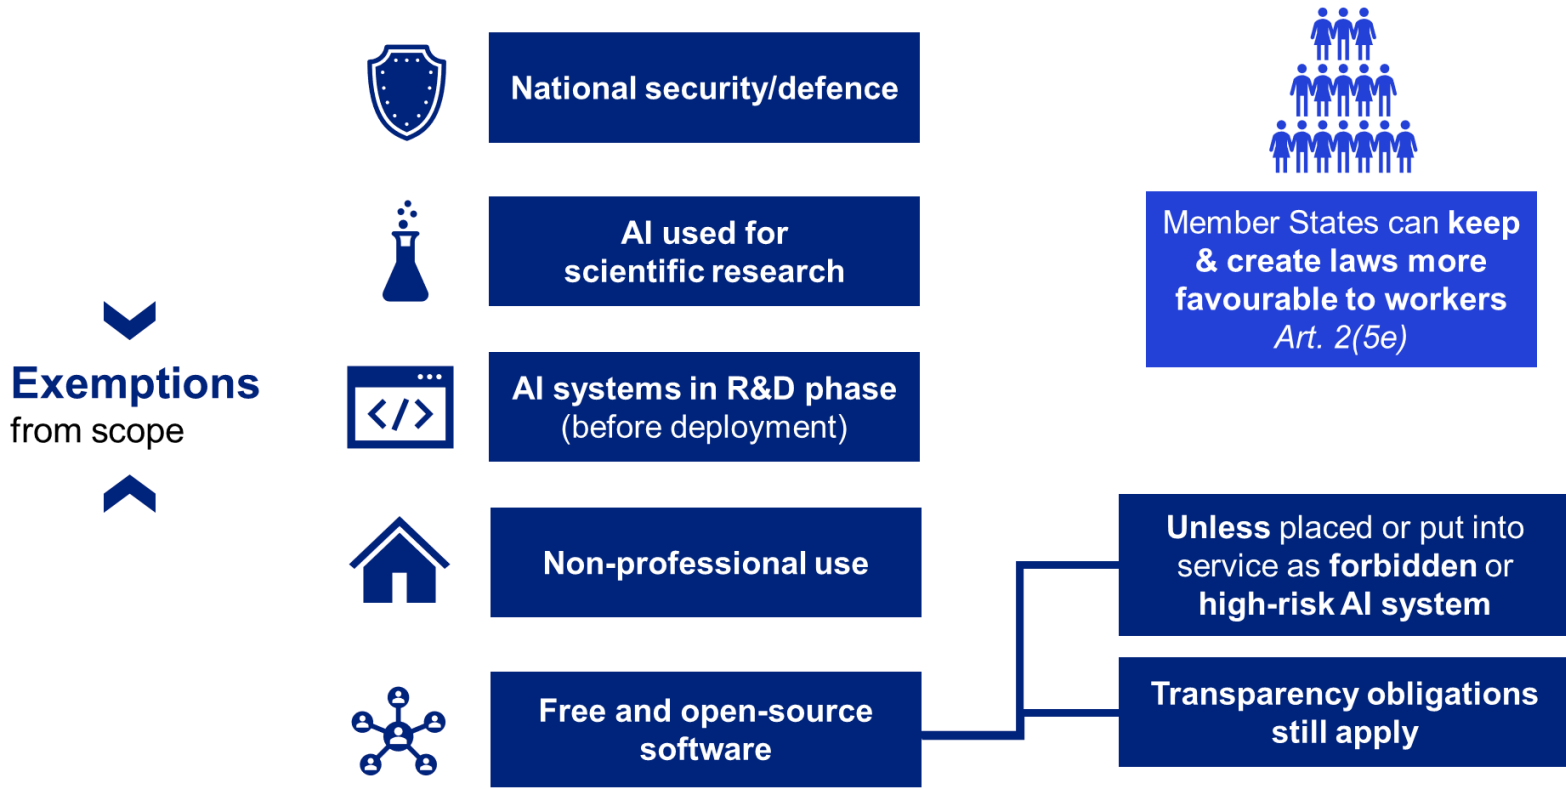 Exemptions
from scope
National security/defence
AI used for
scientific research
AI systems in R&D phase
(before deployment)
</>
Non-professional use
Free and open-source
software
Member States can keep
& create laws more
favourable to workers
Art. 2(5e)
Unless placed or put into
service as forbidden or
high-risk AI system
Transparency obligations
still apply